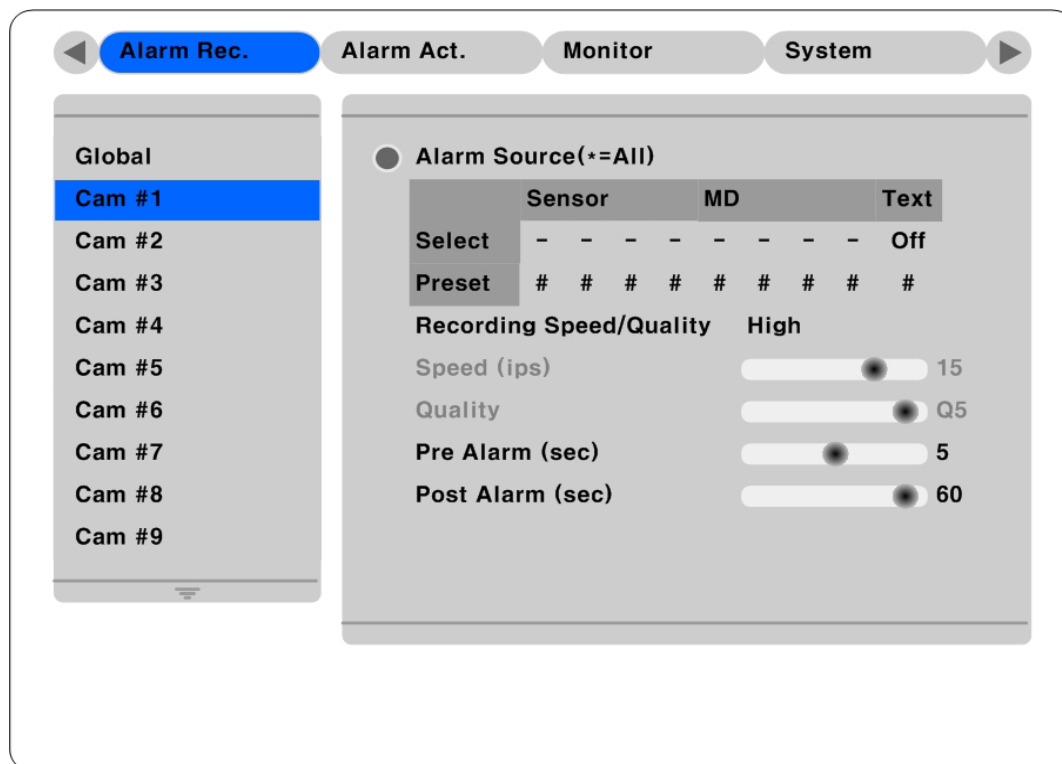 Alarm Rec. Alarm Act. Monitor System
Global
Cam #1
Cam #2
Cam #3
Cam #4
Cam #5
Cam #6
Cam #7
Cam #8
Cam #9
Alarm Source(*=All)
Sensor MD Text
Select - - - - - - - - Off
Preset # # # # # # # # #
Recording Speed/Quality High
Speed (ips) 15
Quality Q5
Pre Alarm (sec) 5
Post Alarm (sec) 60